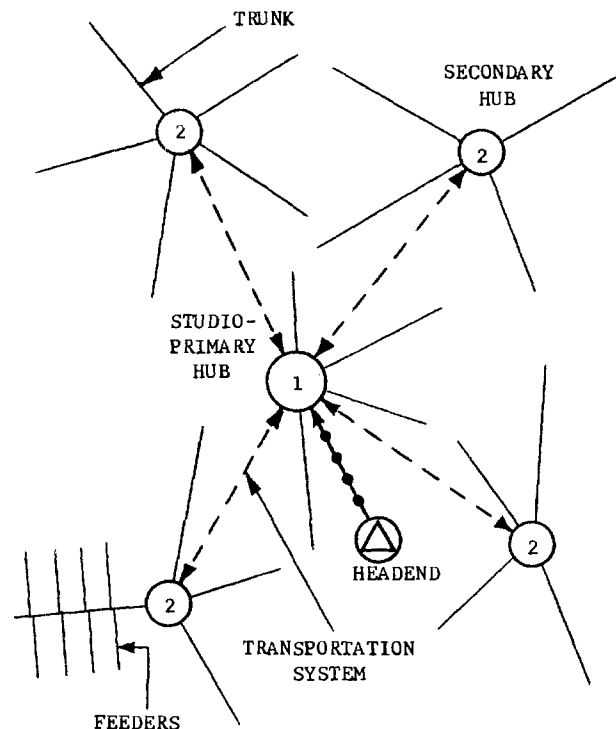 TRUNK
SECONDARY
HUB
2
2
STUDIO-
PRIMARY
HUB
1
2
HEADEND
2
TRANSPORTATION
SYSTEM
FEEDERS